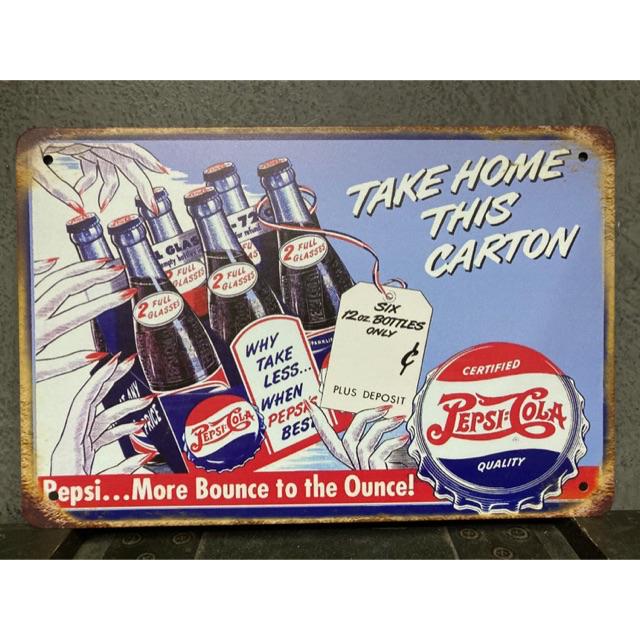 TAKE HOME
THIS
CARTON
2 FULL
GLASSES
2 FULL
GLASSES
2 FULL
GLASSES
FULL
GLASSES
WHY
TAKE
LESS...
WHEN
PEPSI'S
BEST
SIX
12 OZ. BOTTLES
ONLY
¢
PLUS DEPOSIT
PEPSI-COLA
PRICE
CERTIFIED
PEPSI-COLA
QUALITY
Pepsi...More Bounce to the Ounce!